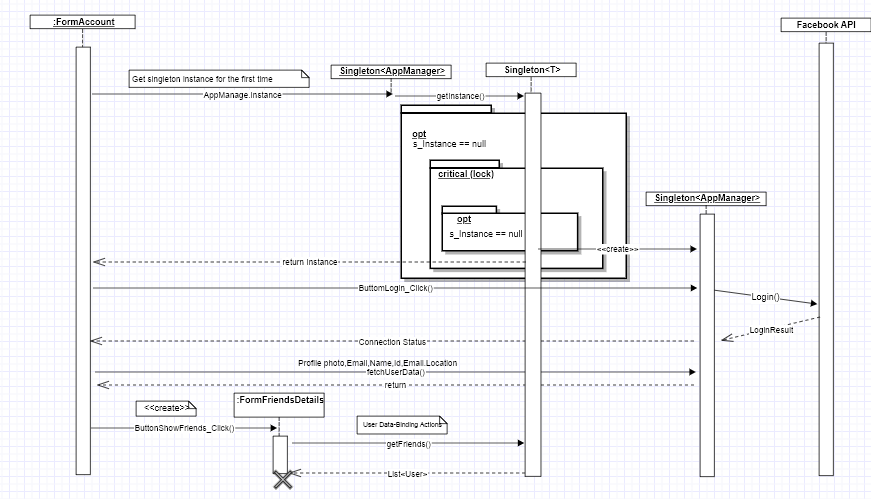 :FormAccount
Facebook API
Singleton<AppManager>
Singleton<T>
Get singleton instance for the first time
AppManage.Instance
getInstance()
opt
s_Instance == null
critical (lock)
Singleton<AppManager>
opt
s_Instance == null
<<create>>
return Instance
ButtomLogin_Click()
Login()
LoginResult
Connection Status
Profile photo,Email,Name,Id,Email.Location
fetchUserData()
return
:FormFriendsDetails
<<create>>
ButtonShowFriends_Click()
User Data-Binding Actions
getFriends()
List<User>